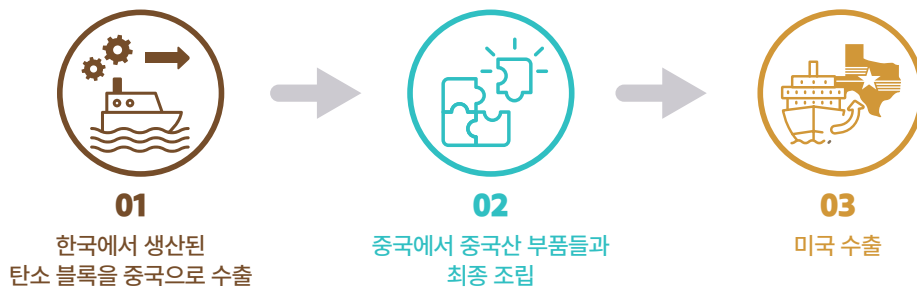 01
한국에서 생산된
탄소 블록을 중국으로 수출
02
중국에서 중국산 부품들과
최종 조립
03
미국 수출